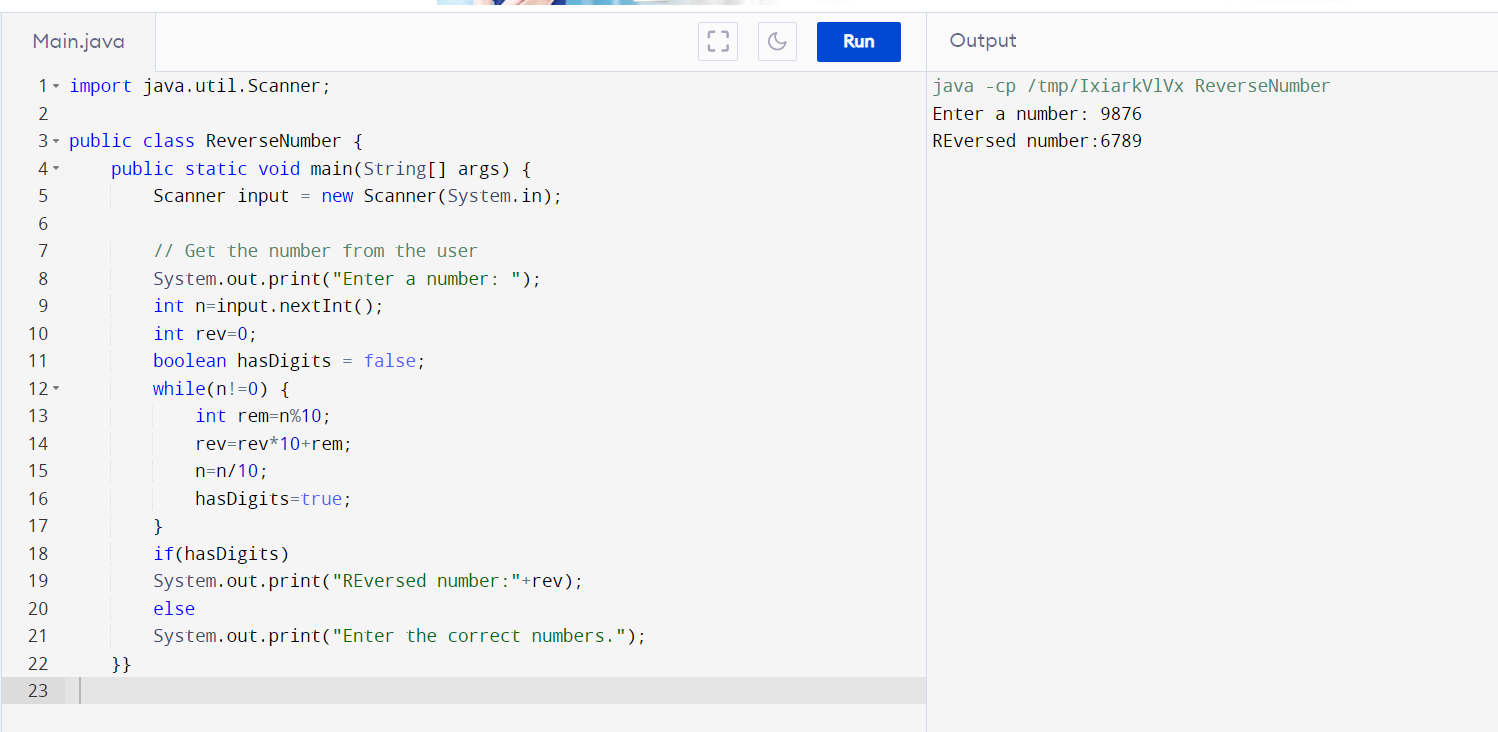 Main.java
Run
Output
1 import java.util.Scanner;
2
3 public class ReverseNumber {
4     public static void main(String[] args) {
5         Scanner input = new Scanner(System.in);
6
7         // Get the number from the user
8         System.out.print("Enter a number: ");
9         int n=input.nextInt();
10         int rev=0;
11         boolean hasDigits = false;
12         while(n!=0) {
13             int rem=n%10;
14             rev=rev*10+rem;
15             n=n/10;
16             hasDigits=true;
17         }
18         if(hasDigits)
19         System.out.print("REversed number:"+rev);
20         else
21         System.out.print("Enter the correct numbers.");
22     }}
23
java -cp /tmp/IxiarkVlVx ReverseNumber
Enter a number: 9876
REversed number:6789